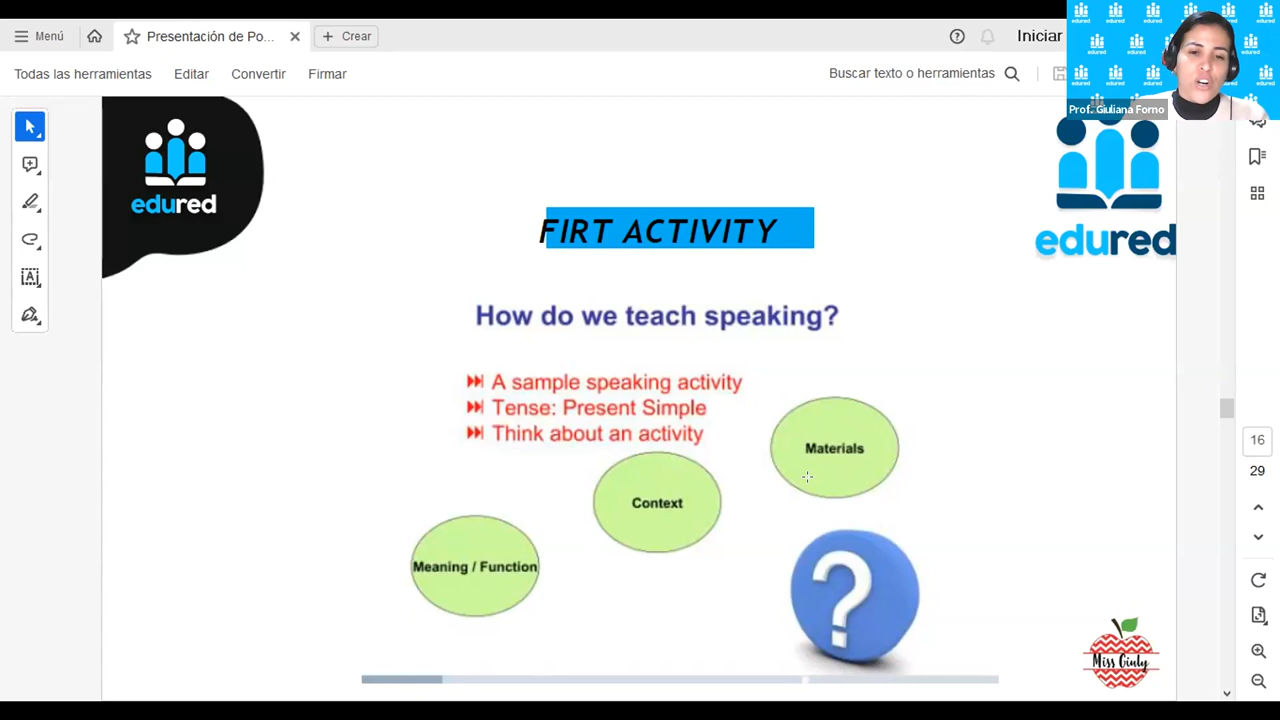 Menú
Presentación de Po...
Crear
Iniciar
Todas las herramientas
Editar
Convertir
Firmar
Buscar texto o herramientas
Prof. Giuliana Forno
edured
edured
FIRT ACTIVITY
How do we teach speaking?
A sample speaking activity
Tense: Present Simple
Think about an activity
Materials
Context
Meaning / Function
?
Miss Giuly
16
29